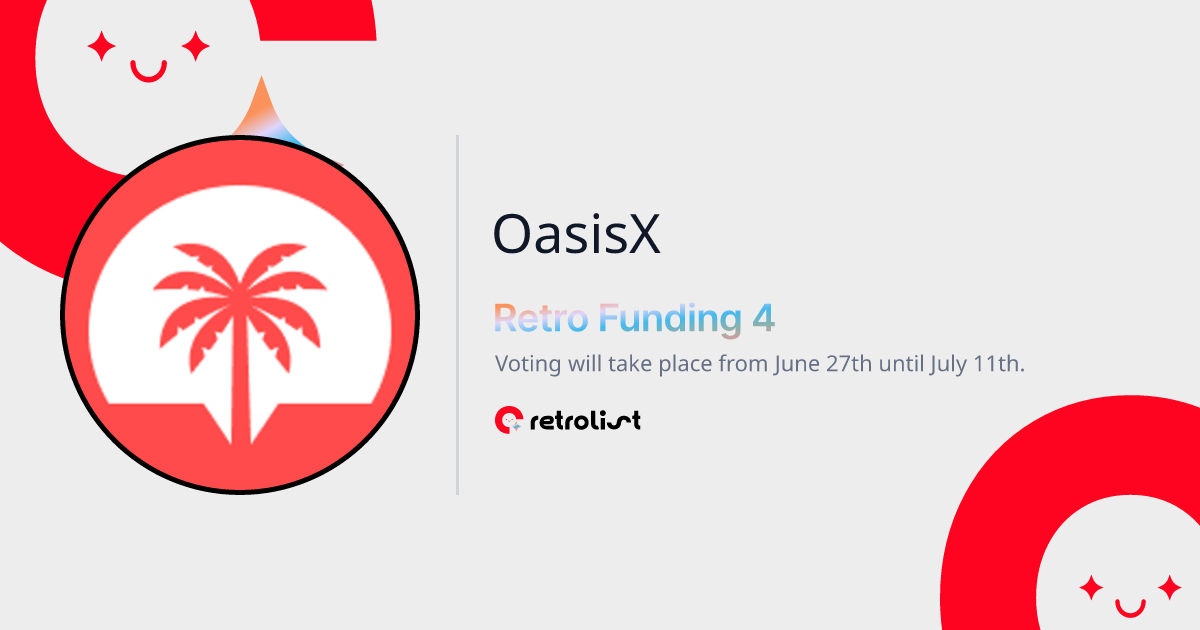 OasisX
Retro Funding 4
Voting will take place from June 27th until July 11th.
retrolist